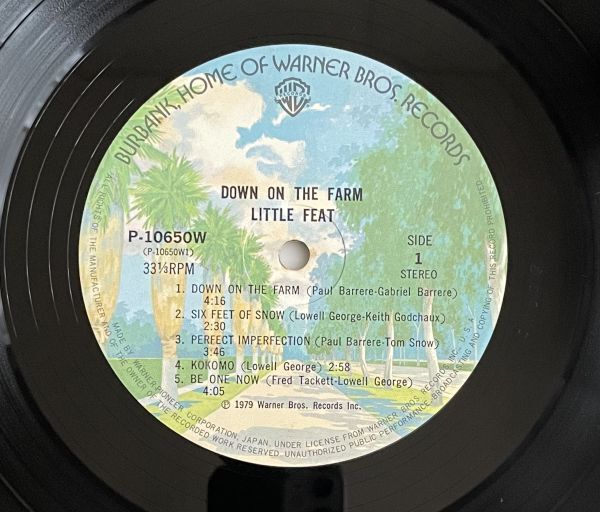 BURBANK, HOME OF WARNER BROS. RECORDS
DOWN ON THE FARM
LITTLE FEAT
P-10650W
(P-10650W1)
33⅓RPM
SIDE
1
STEREO
1. DOWN ON THE FARM (Paul Barrere-Gabriel Barrere)
4:16
2. SIX FEET OF SNOW (Lowell George-Keith Godchaux)
2:30
3. PERFECT IMPERFECTION (Paul Barrere-Tom Snow)
3:46
4. KOKOMO (Lowell George) 2:58
5. BE ONE NOW (Fred Tackett-Lowell George)
4:05
℗ 1979 Warner Bros. Records Inc.
MADE BY WARNER-PIONEER CORPORATION, JAPAN, UNDER LICENSE FROM WARNER BROS. RECORDS INC., U.S.A.
ALL RIGHTS OF THE MANUFACTURER AND OF THE OWNER OF THE RECORDED WORK RESERVED. UNAUTHORIZED PUBLIC PERFORMANCE, BROADCASTING AND COPYING OF THIS RECORD PROHIBITED.